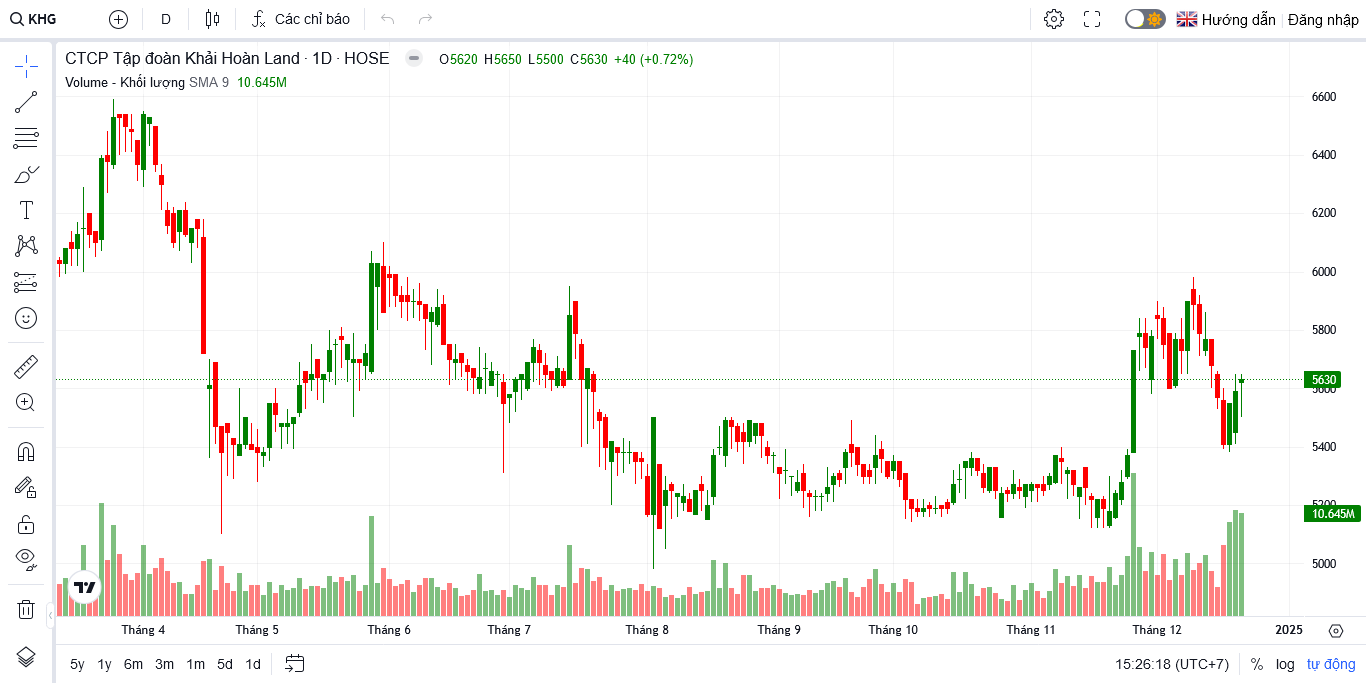 KHG D Các chỉ báo Hướng dẫn Đăng nhập
CTCP Tập đoàn Khải Hoàn Land · 1D · HOSE O5620 H5650 L5500 C5630 +40 (+0.72%)
Volume - Khối lượng SMA 9 10.645M
6600
6400
6200
6000
5800
5630
5600
5400
5200
10.645M
5000
Tháng 4 Tháng 5 Tháng 6 Tháng 7 Tháng 8 Tháng 9 Tháng 10 Tháng 11 Tháng 12 2025
5y 1y 6m 3m 1m 5d 1d 15:26:18 (UTC+7) % log tự động